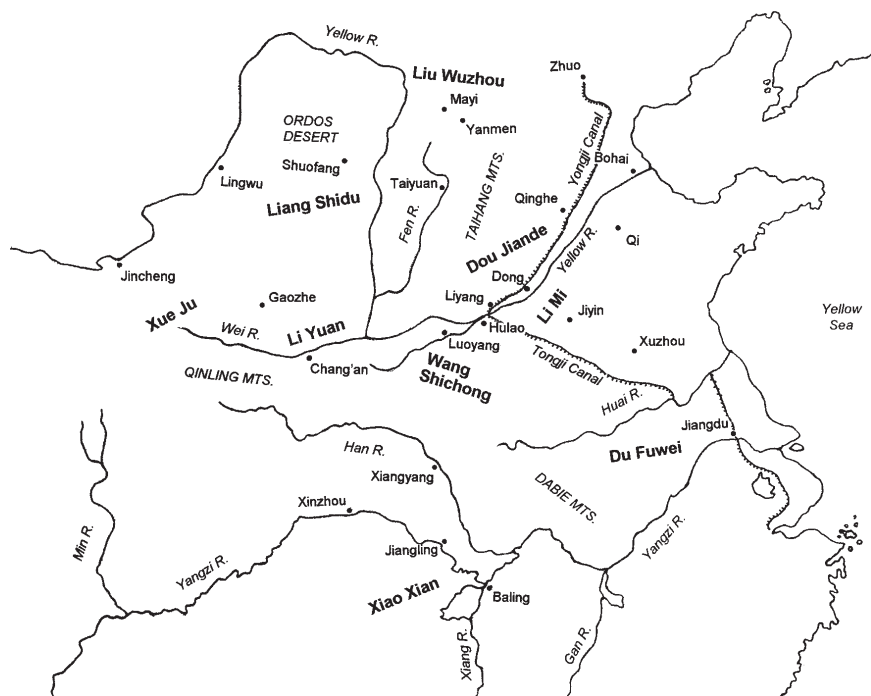 Yellow R.
Liu Wuzhou
Zhuo
Mayi
Yanmen
ORDOS
DESERT
Shuofang
Lingwu
Taiyuan
Liang Shidu
Fen R.
TAIHANG MTS.
Yongji Canal
Bohai
Qinghe
Qi
Dou Jiande
Yellow R.
Jincheng
Dong
Gaozhe
Liyang
Li Mi
Jiyin
Yellow
Sea
Xue Ju
Wei R.
Li Yuan
Hulao
Luoyang
Xuzhou
Chang'an
Wang
Shichong
Tongji Canal
QINLING MTS.
Huai R.
Jiangdu
Han R.
Du Fuwei
Xiangyang
DABIE MTS.
Xinzhou
Min R.
Yangzi R.
Jiangling
Yangzi R.
Xiao Xian
Baling
Xiang R.
Gan R.